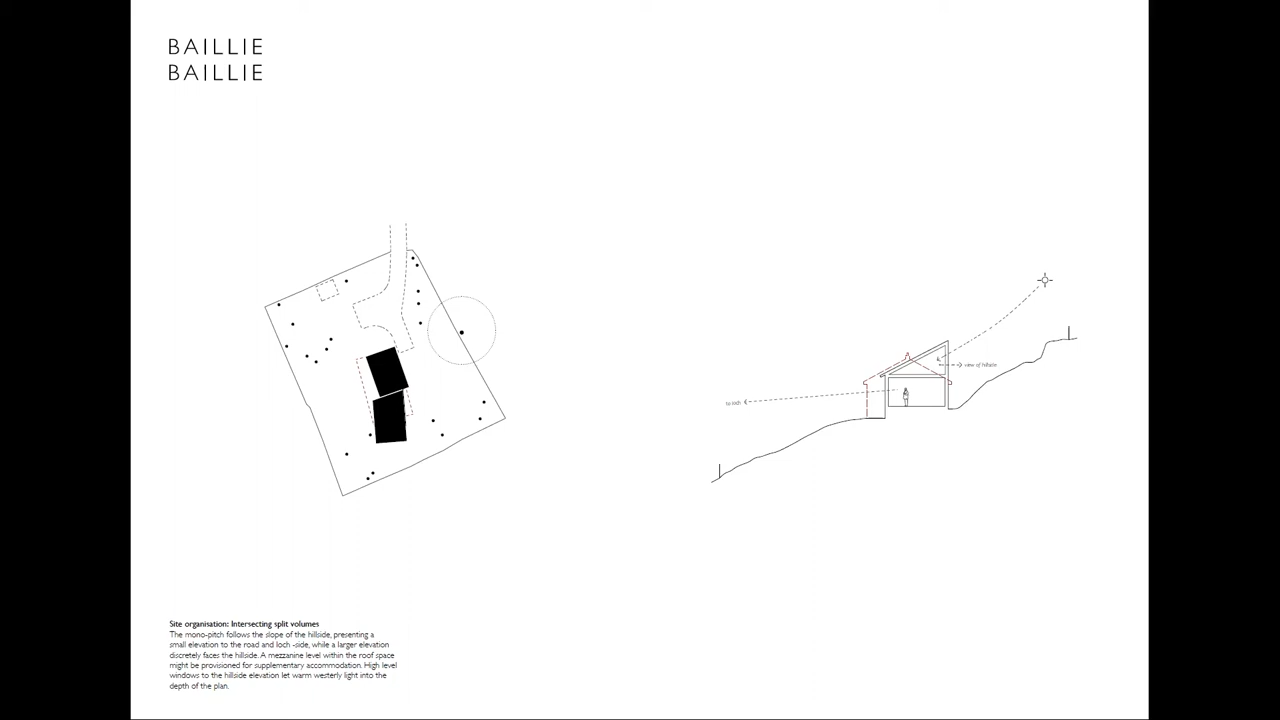 BAILLIE
BAILLIE
view of hillside
to loch
Site organisation: Intersecting split volumes
The mono-pitch follows the slope of the hillside, presenting a
small elevation to the road and loch -side, while a larger elevation
discretely faces the hillside. A mezzanine level within the roof space
might be provisioned for supplementary accommodation. High level
windows to the hillside elevation let warm westerly light into the
depth of the plan.